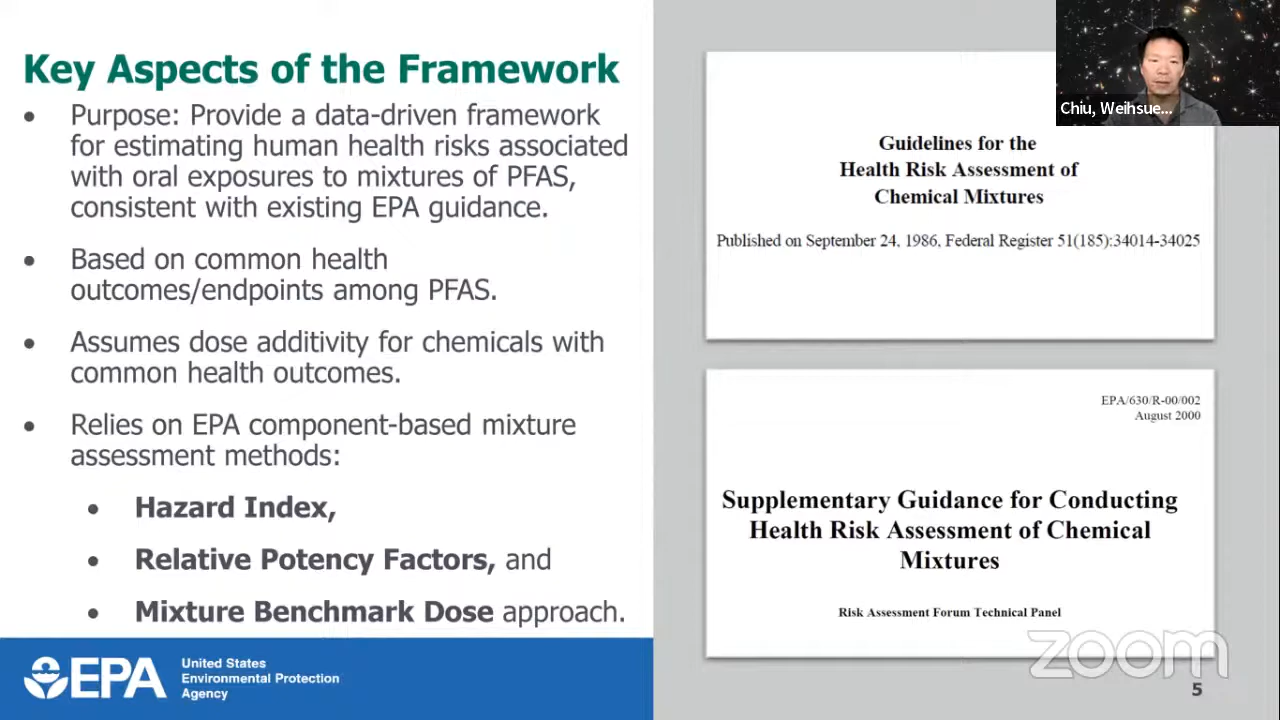 Key Aspects of the Framework
• Purpose: Provide a data-driven framework
for estimating human health risks associated
with oral exposures to mixtures of PFAS,
consistent with existing EPA guidance.
• Based on common health
outcomes/endpoints among PFAS.
• Assumes dose additivity for chemicals with
common health outcomes.
• Relies on EPA component-based mixture
assessment methods:
• Hazard Index,
• Relative Potency Factors, and
• Mixture Benchmark Dose approach.
EPA
United States
Environmental Protection
Agency
Chiu, Weihsue...
Guidelines for the
Health Risk Assessment of
Chemical Mixtures
Published on September 24, 1986, Federal Register 51(185):34014-34025
EPA/630/R-00/002
August 2000
Supplementary Guidance for Conducting
Health Risk Assessment of Chemical
Mixtures
Risk Assessment Forum Technical Panel
zoom
5